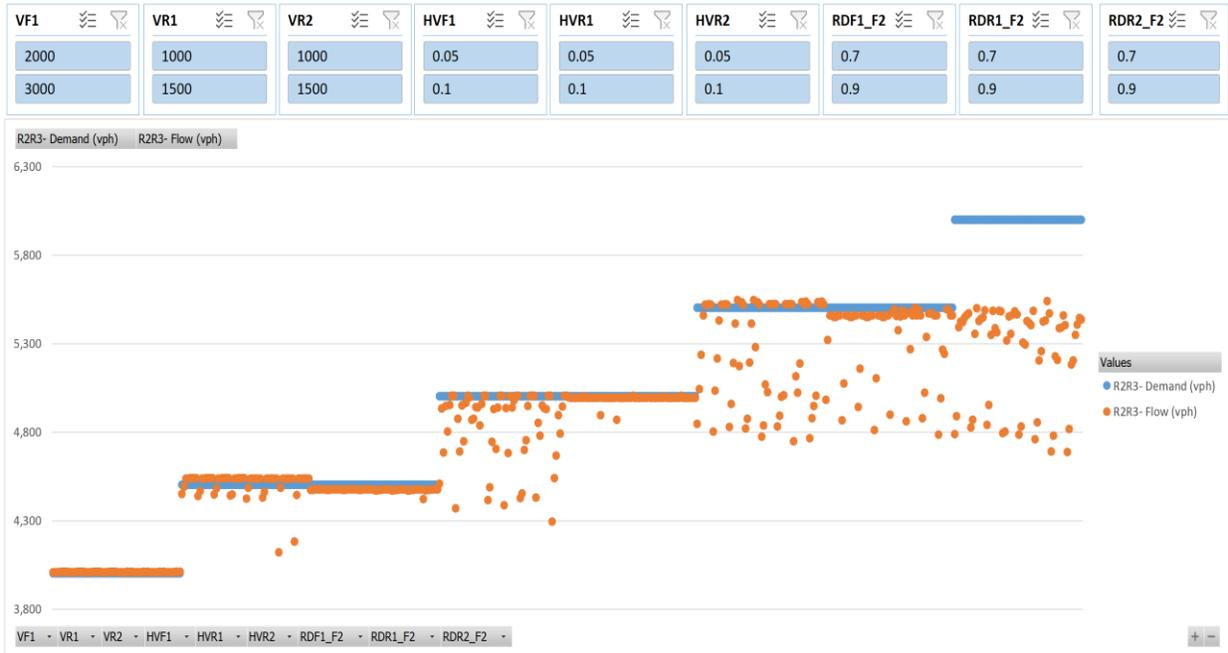 VF1 VR1 VR2 HVF1 HVR1 HVR2 RDF1_F2 RDR1_F2 RDR2_F2
2000 1000 1000 0.05 0.05 0.05 0.7 0.7 0.7
3000 1500 1500 0.1 0.1 0.1 0.9 0.9 0.9
R2R3- Demand (vph) R2R3- Flow (vph)
6,300
5,800
5,300
4,800
4,300
3,800
Values
R2R3- Demand (vph)
R2R3- Flow (vph)
VF1 VR1 VR2 HVF1 HVR1 HVR2 RDF1_F2 RDR1_F2 RDR2_F2